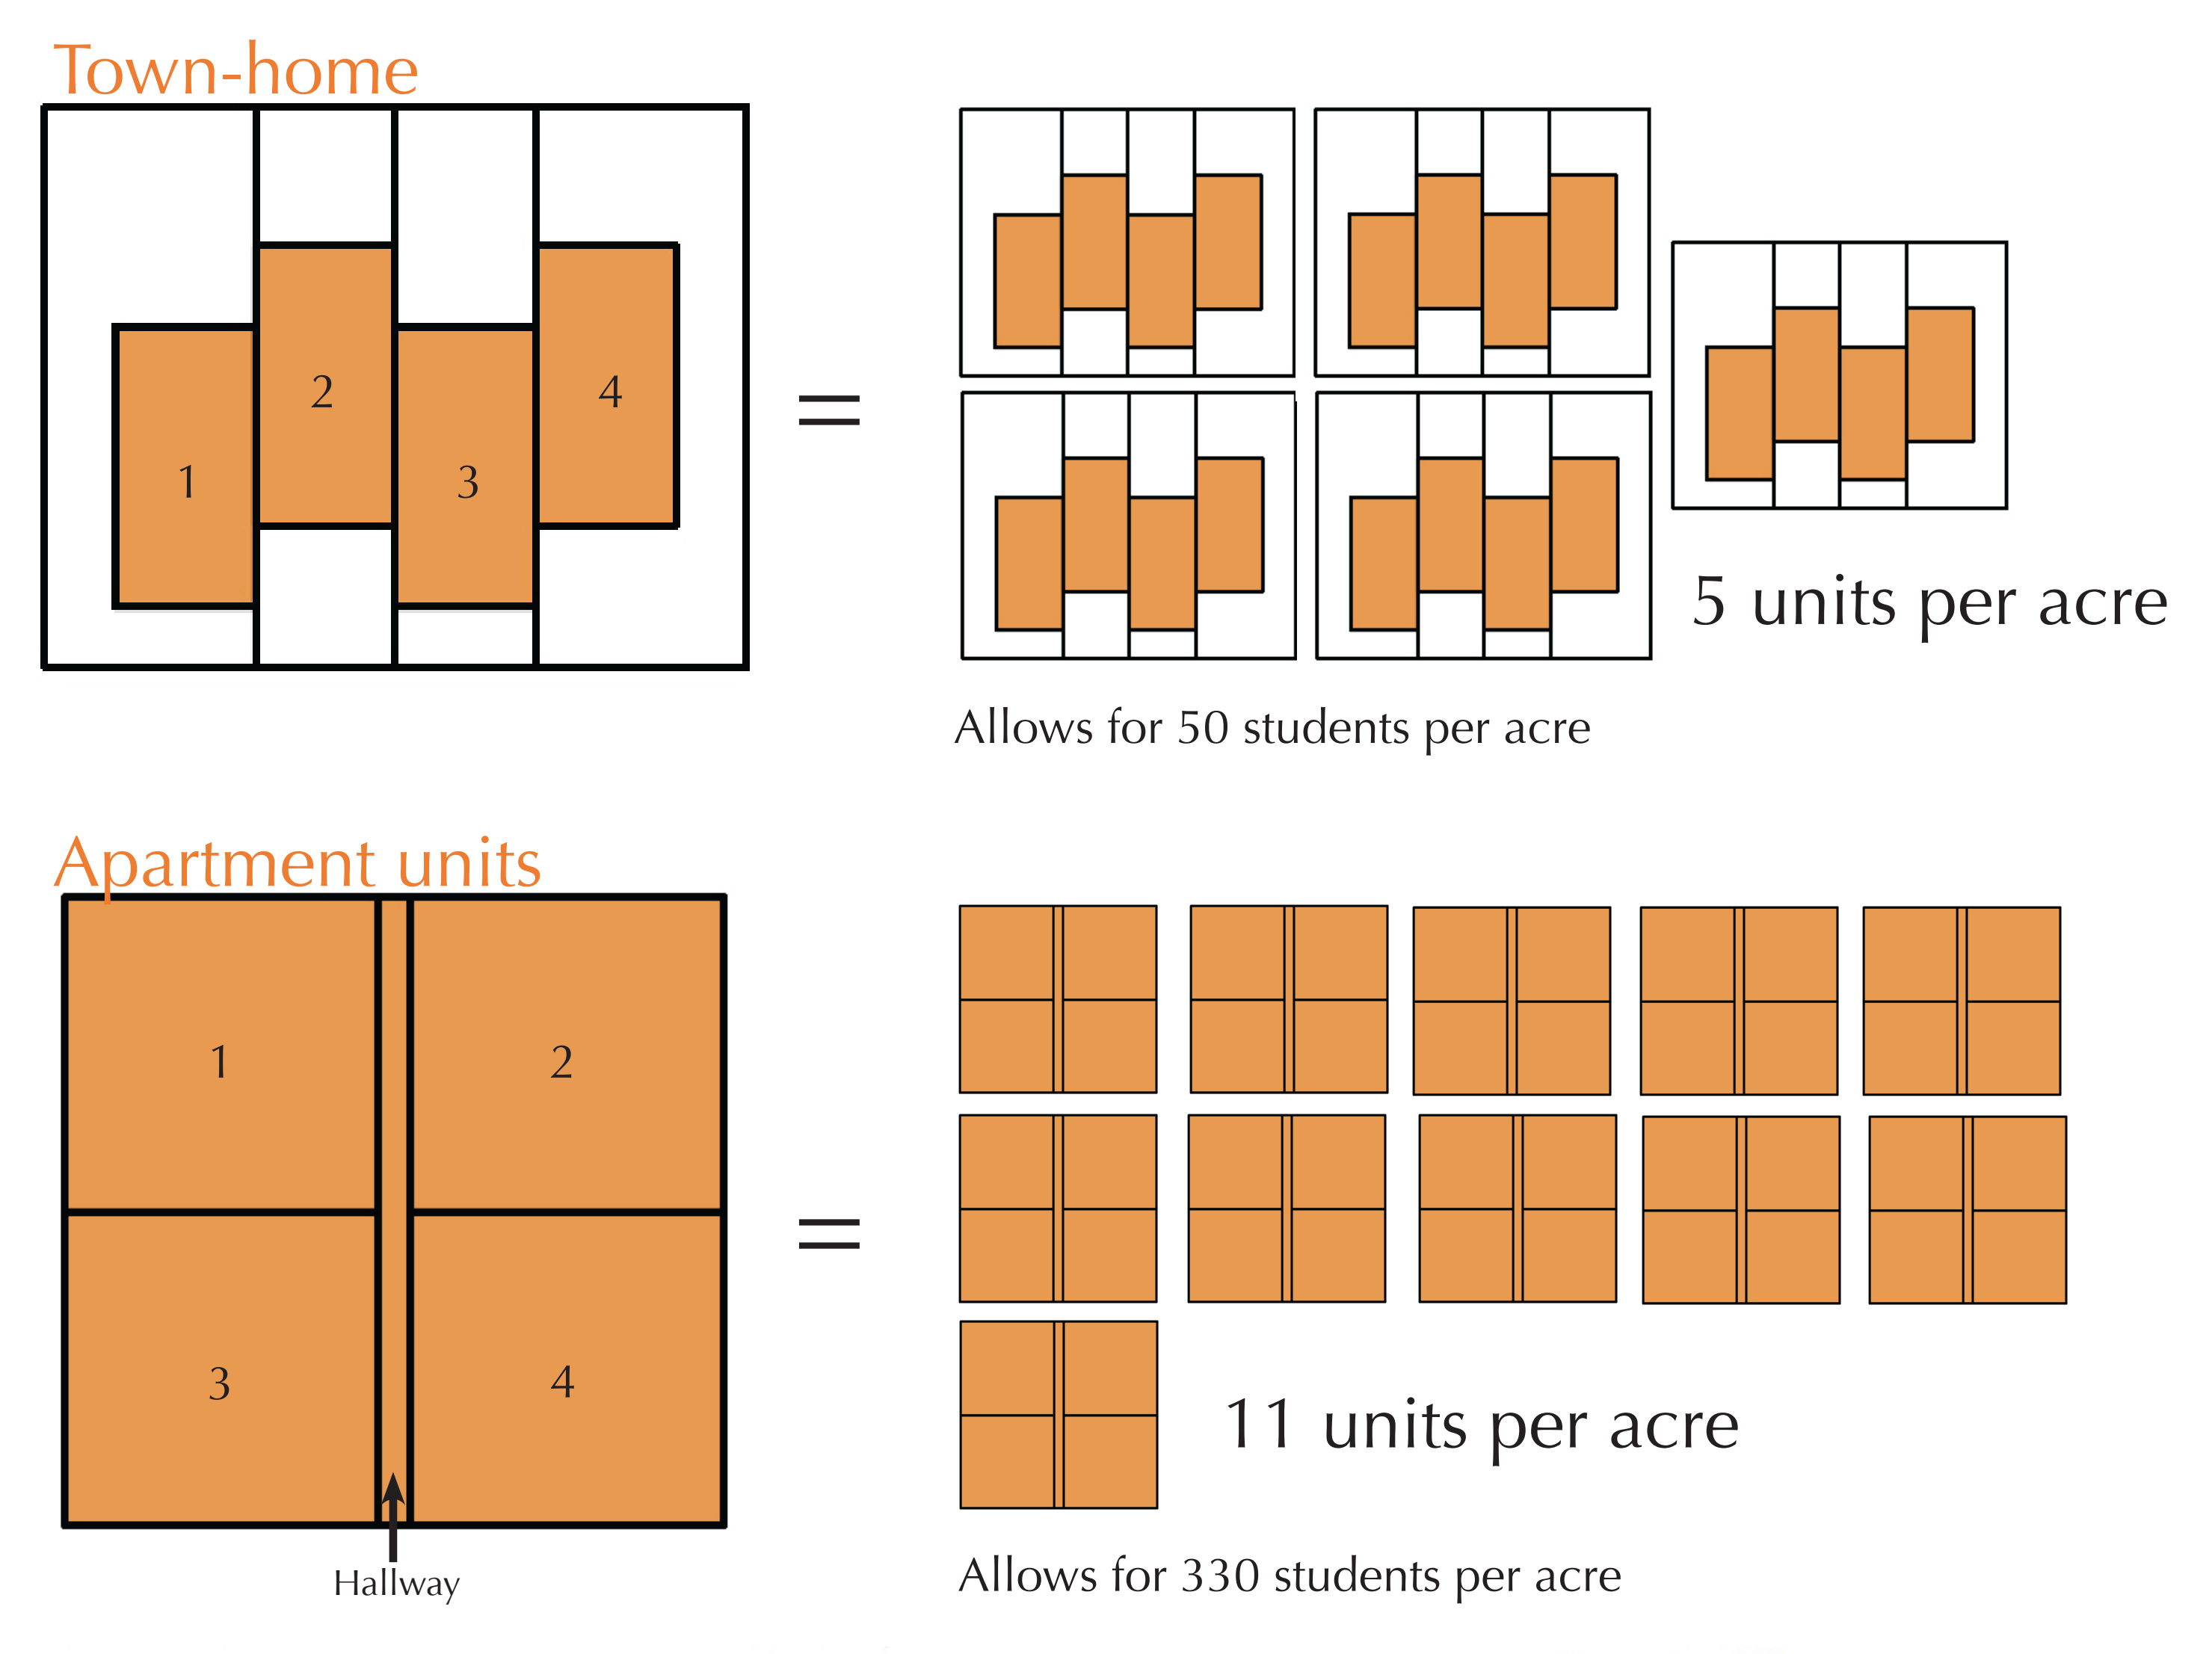 Town-home
1
2
3
4
=
5 units per acre
Allows for 50 students per acre
Apartment units
1
2
3
4
=
11 units per acre
Hallway
Allows for 330 students per acre